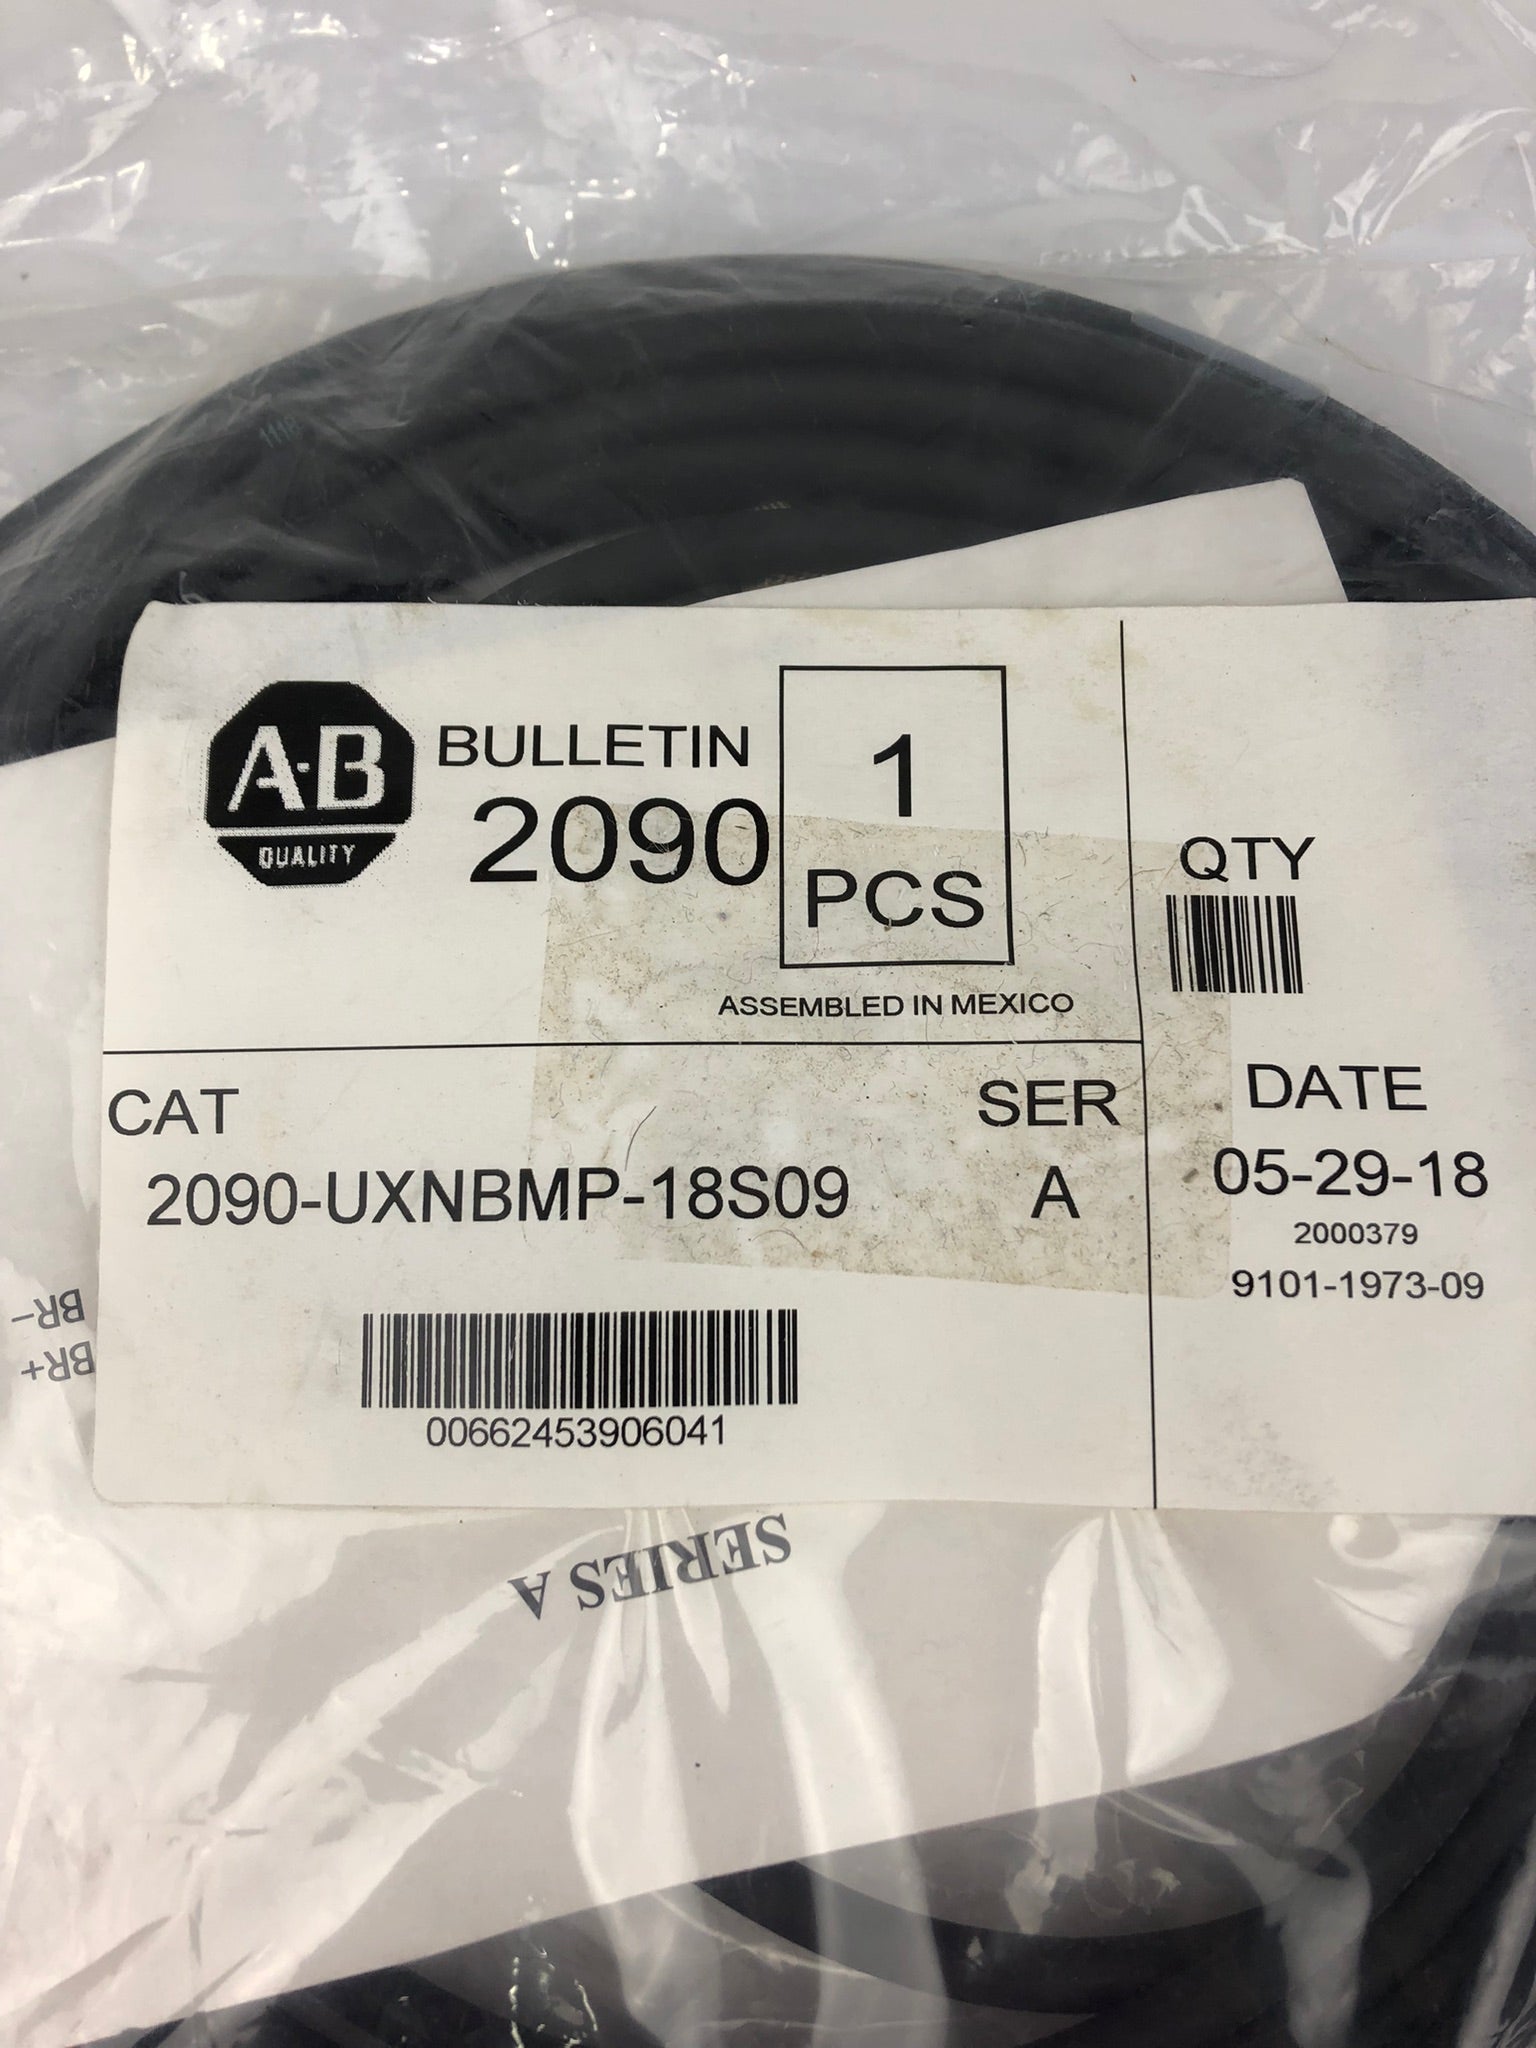 1118
A-B
QUALITY
BULLETIN
2090
1
PCS
ASSEMBLED IN MEXICO
QTY
CAT
2090-UXNBMP-18S09
SER
A
DATE
05-29-18
2000379
9101-1973-09
00662453906041
BR-
BR+
SERIES A